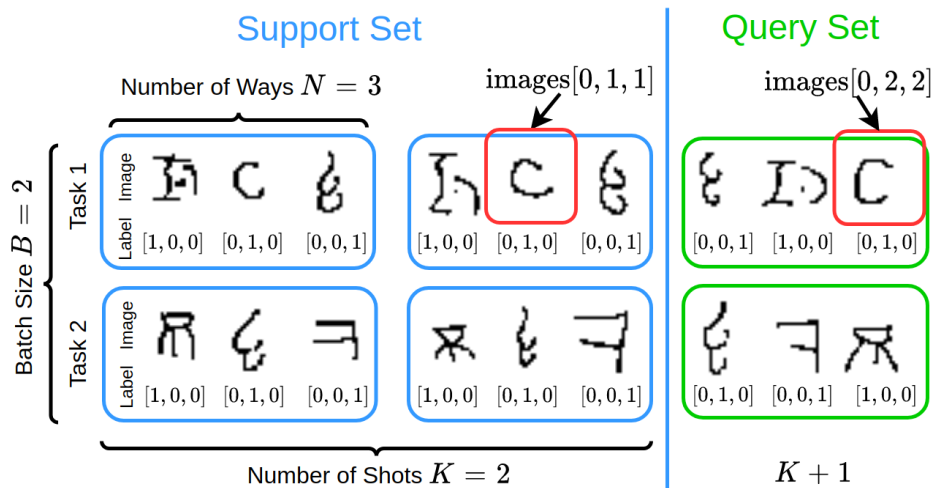 Support Set
Query Set
Number of Ways N = 3
images[0, 1, 1]
images[0, 2, 2]
Batch Size B = 2
Task 1
Image
Label
[1, 0, 0] [0, 1, 0] [0, 0, 1]
[1, 0, 0] [0, 1, 0] [0, 0, 1]
[0, 0, 1] [1, 0, 0] [0, 1, 0]
Task 2
Image
Label
[1, 0, 0] [0, 1, 0] [0, 0, 1]
[1, 0, 0] [0, 1, 0] [0, 0, 1]
[0, 1, 0] [0, 0, 1] [1, 0, 0]
Number of Shots K = 2
K + 1